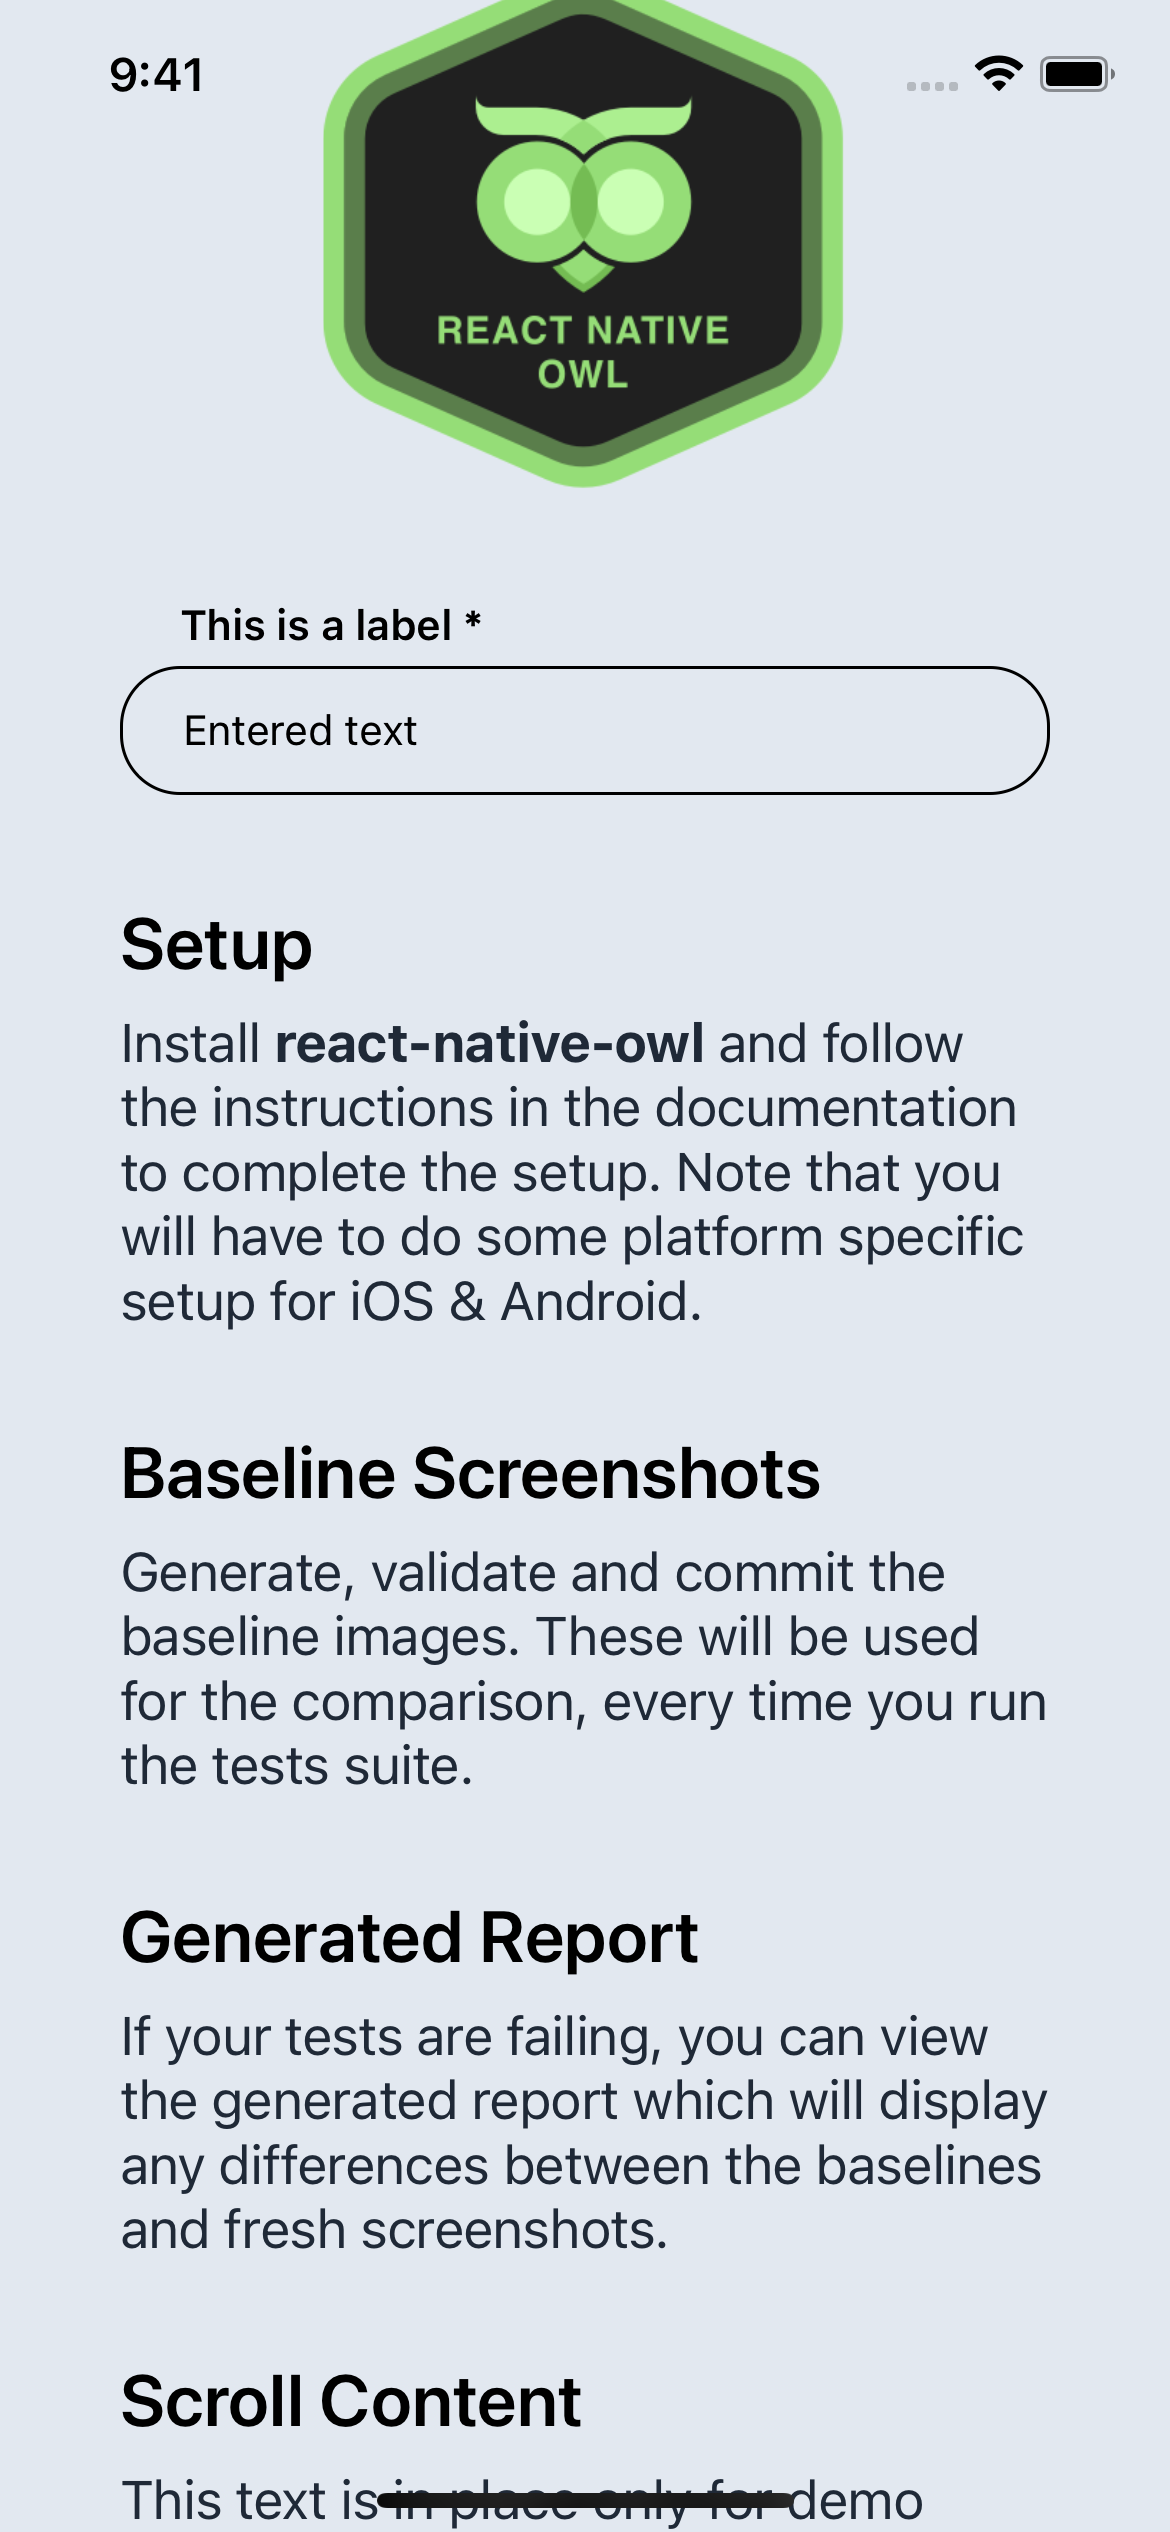 9:41
REACT NATIVE
OWL
This is a label *
Entered text
Setup
Install react-native-owl and follow
the instructions in the documentation
to complete the setup. Note that you
will have to do some platform specific
setup for iOS & Android.
Baseline Screenshots
Generate, validate and commit the
baseline images. These will be used
for the comparison, every time you run
the tests suite.
Generated Report
If your tests are failing, you can view
the generated report which will display
any differences between the baselines
and fresh screenshots.
Scroll Content
This text is in place only for demo